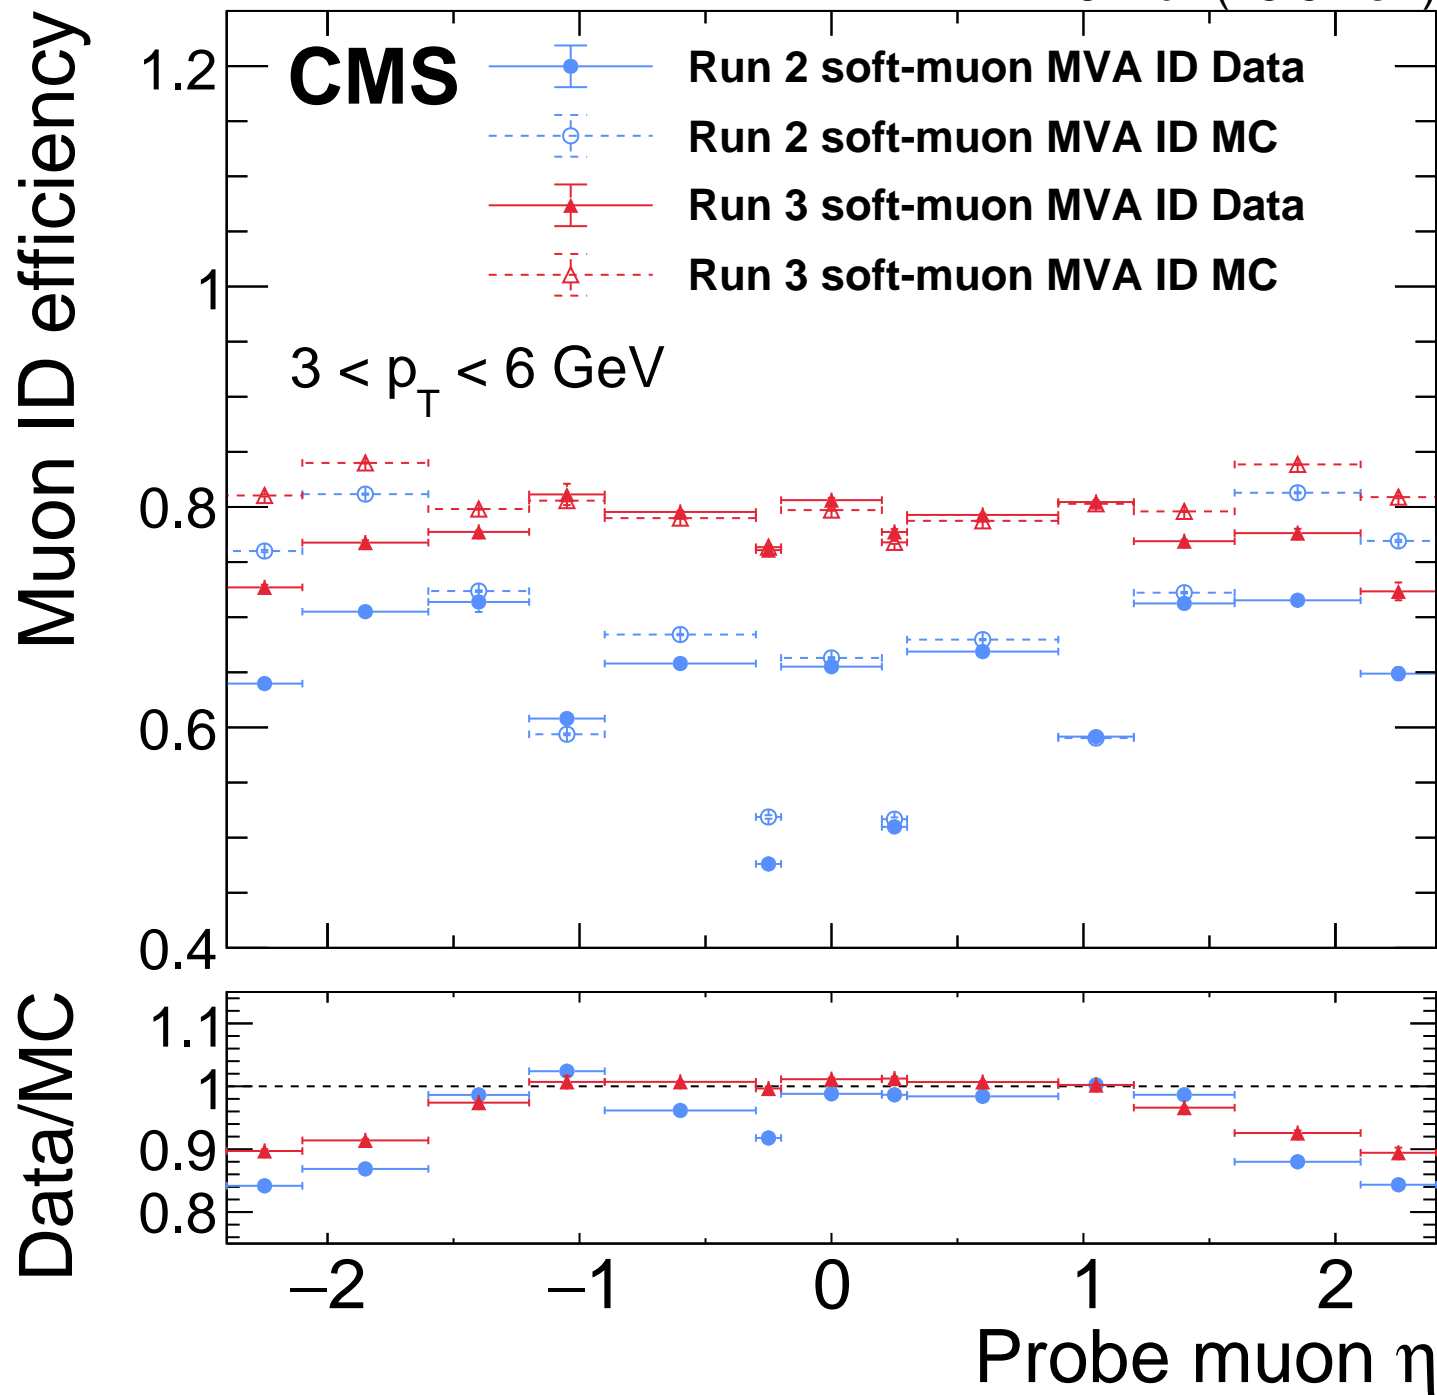 CMS
Run 2 soft-muon MVA ID Data
Run 2 soft-muon MVA ID MC
Run 3 soft-muon MVA ID Data
Run 3 soft-muon MVA ID MC
3 < p_T < 6 GeV
Muon ID efficiency
1.2
1
0.8
0.6
0.4
Data/MC
1.1
1
0.9
0.8
−2 −1 0 1 2
Probe muon η